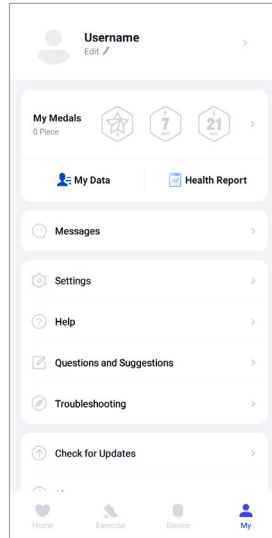 Username
Edit
My Medals
0 Piece
7
21
My Data
Health Report
Messages
Settings
Help
Questions and Suggestions
Troubleshooting
Check for Updates
Home
Exercise
Device
My